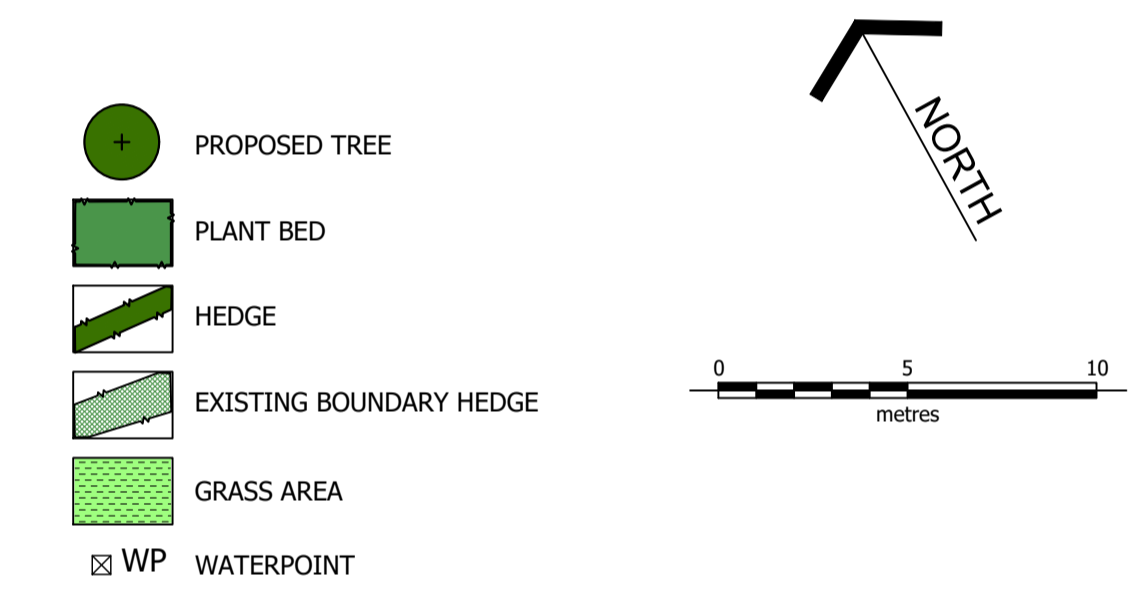 PROPOSED TREE
PLANT BED
HEDGE
EXISTING BOUNDARY HEDGE
GRASS AREA
WP WATERPOINT
NORTH
0 5 10
metres